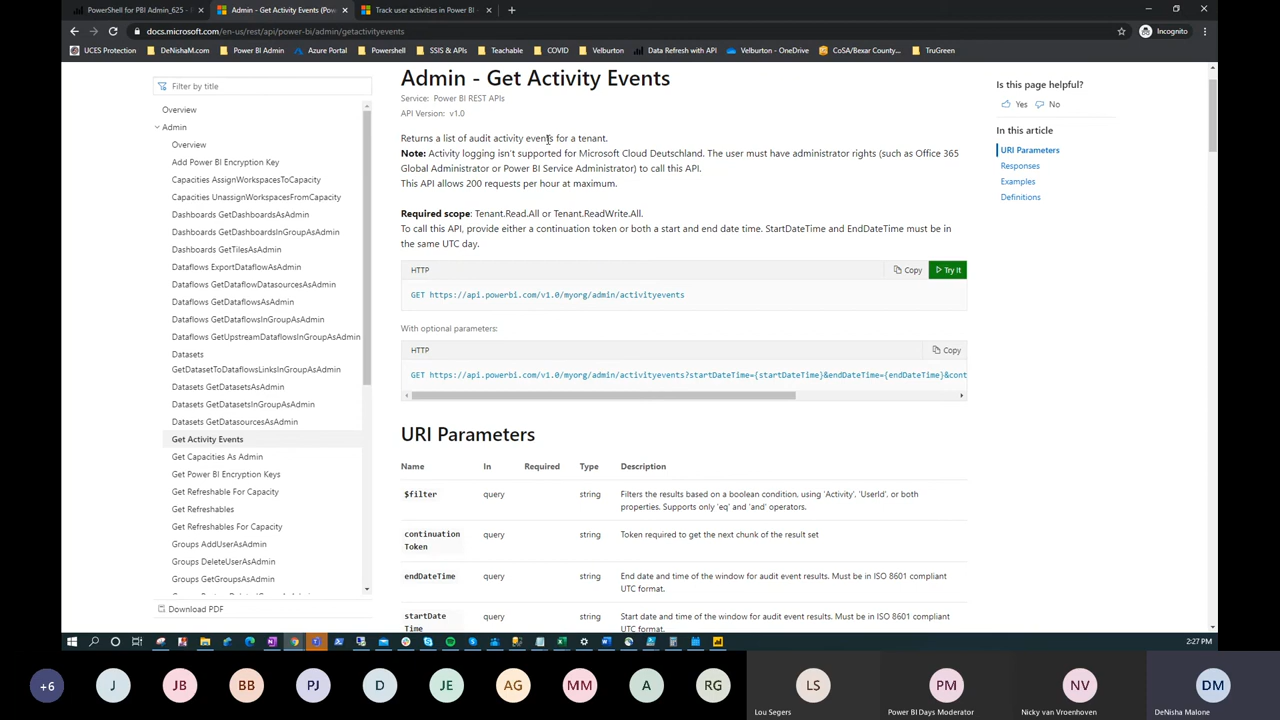 PowerShell for PBI Admin_625 -
Admin - Get Activity Events (Pow
Track user activities in Power BI
docs.microsoft.com/en-us/rest/api/power-bi/admin/getactivityevents
Incognito
UCES Protection
DeNishaM.com
Power BI Admin
Azure Portal
Powershell
SSIS & APIs
Teachable
COVID
Velburton
Data Refresh with API
Velburton - OneDrive
CoSA/Bexar County...
TruGreen
Filter by title
Overview
Admin
Overview
Add Power BI Encryption Key
Capacities AssignWorkspacesToCapacity
Capacities UnassignWorkspacesFromCapacity
Dashboards GetDashboardsAsAdmin
Dashboards GetDashboardsInGroupAsAdmin
Dashboards GetTilesAsAdmin
Dataflows ExportDataflowAsAdmin
Dataflows GetDataflowDatasourcesAsAdmin
Dataflows GetDataflowsAsAdmin
Dataflows GetDataflowsInGroupAsAdmin
Dataflows GetUpstreamDataflowsInGroupAsAdmin
Datasets
GetDatasetToDataflowsLinksInGroupAsAdmin
Datasets GetDatasetsAsAdmin
Datasets GetDatasetsInGroupAsAdmin
Datasets GetDatasourcesAsAdmin
Get Activity Events
Get Capacities As Admin
Get Power BI Encryption Keys
Get Refreshable For Capacity
Get Refreshables
Get Refreshables For Capacity
Groups AddUserAsAdmin
Groups DeleteUserAsAdmin
Groups GetGroupsAsAdmin
Download PDF
Admin - Get Activity Events
Service: Power BI REST APIs
API Version: v1.0
Returns a list of audit activity events for a tenant.
Note: Activity logging isn't supported for Microsoft Cloud Deutschland. The user must have administrator rights (such as Office 365
Global Administrator or Power BI Service Administrator) to call this API.
This API allows 200 requests per hour at maximum.
Required scope: Tenant.Read.All or Tenant.ReadWrite.All.
To call this API, provide either a continuation token or both a start and end date time. StartDateTime and EndDateTime must be in
the same UTC day.
HTTP
Copy
Try It
GET https://api.powerbi.com/v1.0/myorg/admin/activityevents
With optional parameters:
HTTP
Copy
GET https://api.powerbi.com/v1.0/myorg/admin/activityevents?startDateTime={startDateTime}&endDateTime={endDateTime}&cont
URI Parameters
Name In Required Type Description
$filter query string Filters the results based on a boolean condition, using 'Activity', 'UserId', or both
properties. Supports only 'eq' and 'and' operators.
continuation query string Token required to get the next chunk of the result set
Token
endDateTime query string End date and time of the window for audit event results. Must be in ISO 8601 compliant
UTC format.
startDate query string Start date and time of the window for audit event results. Must be in ISO 8601 compliant
Time UTC format.
Is this page helpful?
Yes No
In this article
URI Parameters
Responses
Examples
Definitions
2:27 PM
+6
J
JB
BB
PJ
D
JE
AG
MM
A
RG
LS
Lou Segers
PM
Power BI Days Moderator
NV
Nicky van Vroenhoven
DM
DeNisha Malone